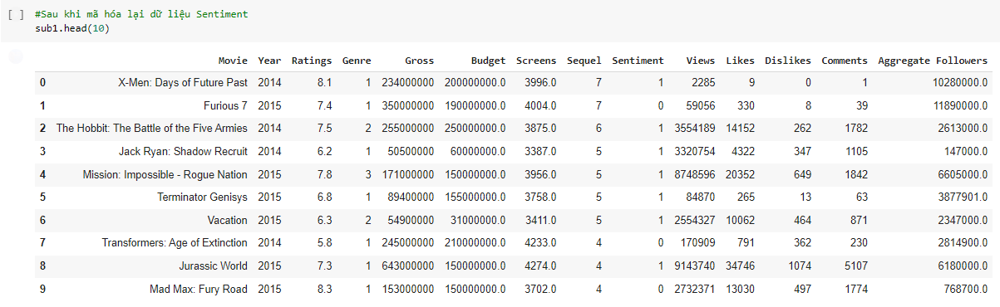 [ ] #Sau khi mã hóa lại dữ liệu Sentiment
sub1.head(10)
Movie Year Ratings Genre Gross Budget Screens Sequel Sentiment Views Likes Dislikes Comments Aggregate Followers
0 X-Men: Days of Future Past 2014 8.1 1 234000000 200000000.0 3996.0 7 1 2285 9 0 1 10280000.0
1 Furious 7 2015 7.4 1 350000000 190000000.0 4004.0 7 0 59056 330 8 39 11890000.0
2 The Hobbit: The Battle of the Five Armies 2014 7.5 2 255000000 250000000.0 3875.0 6 1 3554189 14152 262 1782 2613000.0
3 Jack Ryan: Shadow Recruit 2014 6.2 1 50500000 60000000.0 3387.0 5 1 3320754 4322 347 1105 147000.0
4 Mission: Impossible - Rogue Nation 2015 7.8 3 171000000 150000000.0 3956.0 5 1 8748596 20352 649 1842 6605000.0
5 Terminator Genisys 2015 6.8 1 89400000 155000000.0 3758.0 5 1 84870 265 13 63 3877901.0
6 Vacation 2015 6.3 2 54900000 31000000.0 3411.0 5 1 2554327 10062 464 871 2347000.0
7 Transformers: Age of Extinction 2014 5.8 1 245000000 210000000.0 4233.0 4 0 170909 791 362 230 2814900.0
8 Jurassic World 2015 7.3 1 643000000 150000000.0 4274.0 4 1 9143740 34746 1074 5107 6180000.0
9 Mad Max: Fury Road 2015 8.3 1 153000000 150000000.0 3702.0 4 0 2732371 13030 497 1774 768700.0